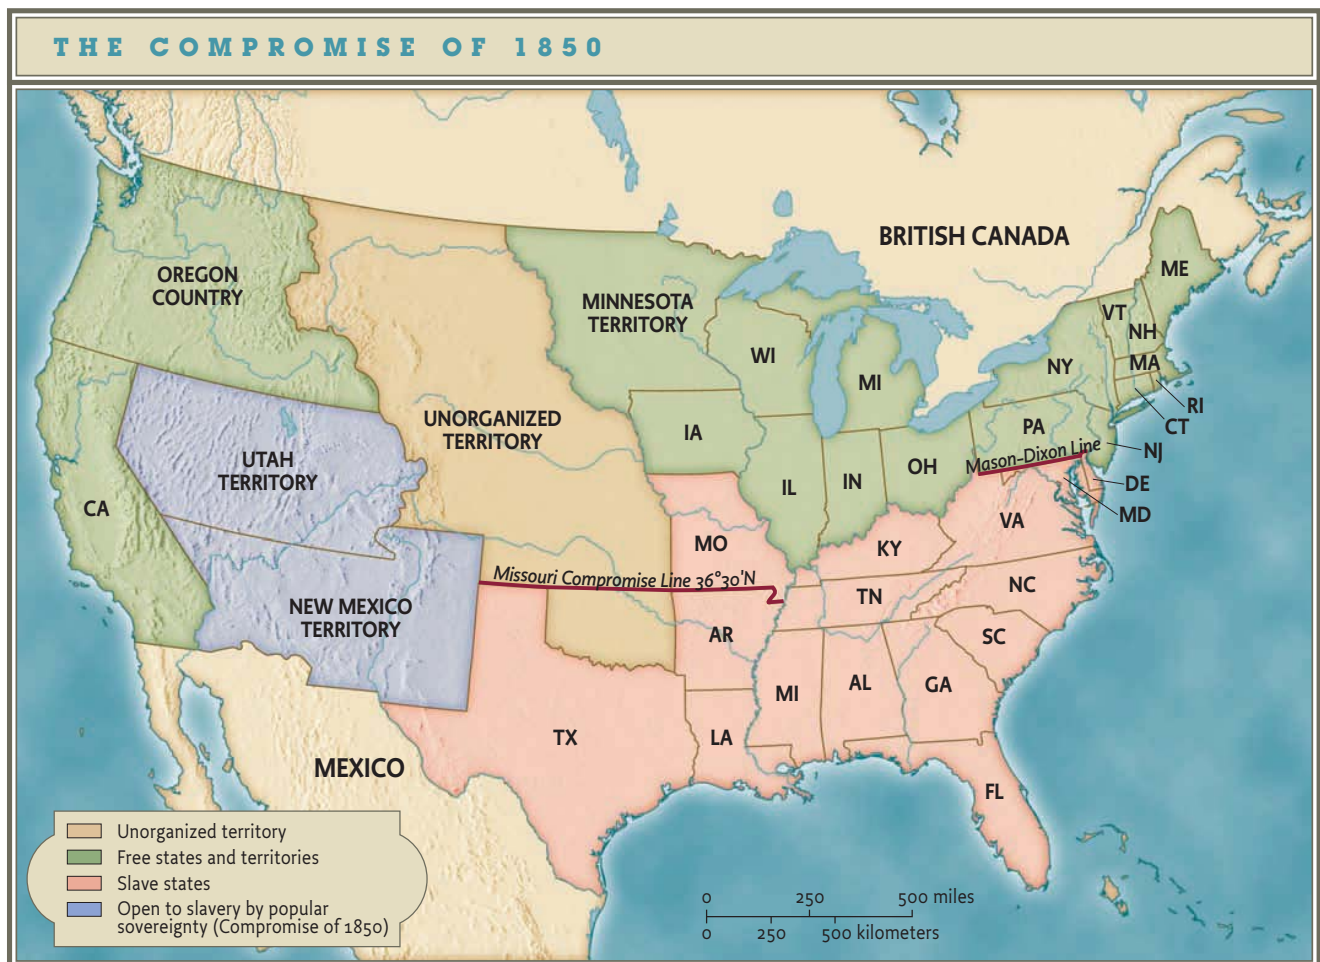 THE COMPROMISE OF 1850
BRITISH CANADA
OREGON
COUNTRY
MINNESOTA
TERRITORY
ME
VT
NH
WI
NY
MA
MI
RI
UNORGANIZED
TERRITORY
IA
PA
CT
Mason-Dixon Line
NJ
UTAH
TERRITORY
OH
IN
IL
DE
CA
MD
VA
MO
KY
Missouri Compromise Line 36°30'N
NC
TN
NEW MEXICO
TERRITORY
AR
SC
MI
AL
GA
TX
LA
MEXICO
FL
Unorganized territory
Free states and territories
Slave states
Open to slavery by popular
sovereignty (Compromise of 1850)
0 250 500 miles
0 250 500 kilometers